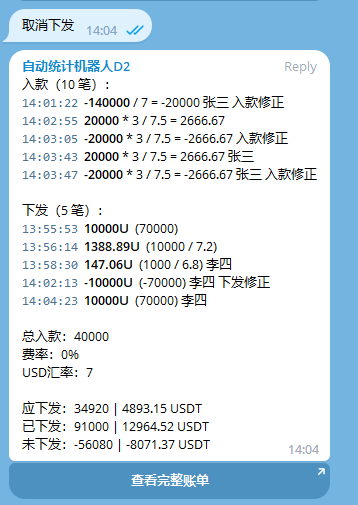 取消下发
14:04
自动统计机器人D2
Reply
入款（10 笔）：
14:01:22 -140000 / 7 = -20000 张三 入款修正
14:02:55 20000 * 3 / 7.5 = 2666.67
14:03:05 -20000 * 3 / 7.5 = -2666.67 入款修正
14:03:43 20000 * 3 / 7.5 = 2666.67 张三
14:03:47 -20000 * 3 / 7.5 = -2666.67 张三 入款修正
下发（5 笔）：
13:55:53 10000U (70000)
13:56:14 1388.89U (10000 / 7.2)
13:58:30 147.06U (1000 / 6.8) 李四
14:02:13 -10000U (-70000) 李四 下发修正
14:04:23 10000U (70000) 李四
总入款：40000
费率：0%
USD汇率：7
应下发：34920 | 4893.15 USDT
已下发：91000 | 12964.52 USDT
未下发：-56080 | -8071.37 USDT
14:04
查看完整账单